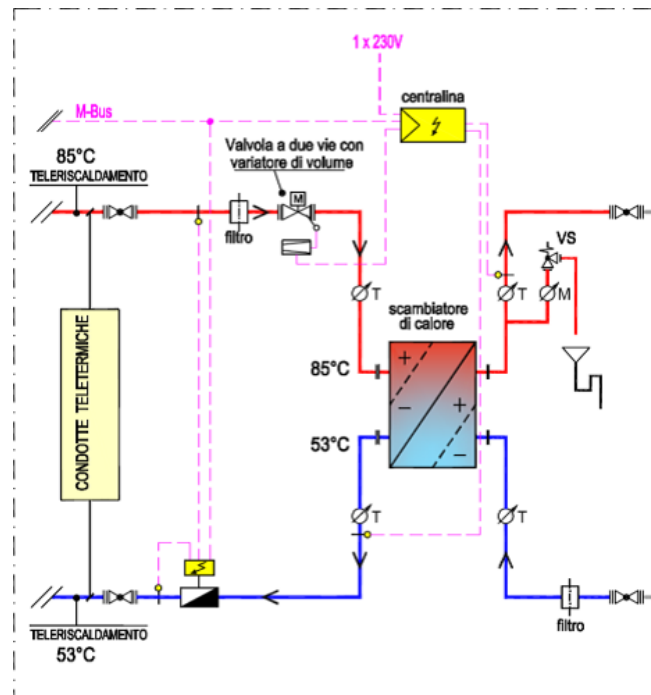 1 x 230V
centralina
M-Bus
Valvola a due vie con
variatore di volume
85°C
TELERISCALDAMENTO
M
filtro
VS
T
T
M
scambiatore
di calore
85°C
+
−
+
−
53°C
CONDOTTE TELETERMICHE
T
T
TELERISCALDAMENTO
53°C
filtro